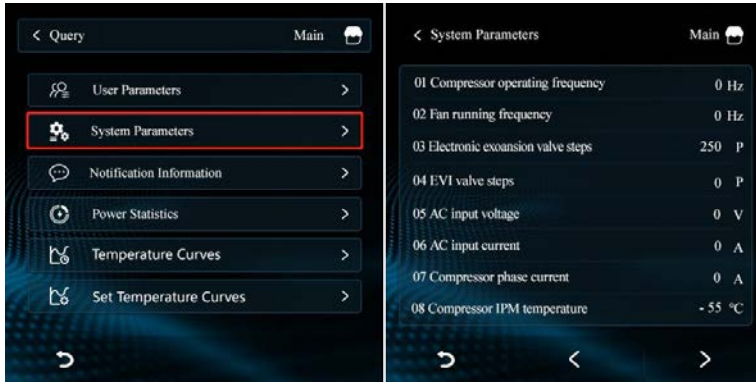 Query Main
User Parameters
System Parameters
Notification Information
Power Statistics
Temperature Curves
Set Temperature Curves
System Parameters Main
01 Compressor operating frequency 0 Hz
02 Fan running frequency 0 Hz
03 Electronic exoansion valve steps 250 P
04 EVI valve steps 0 P
05 AC input voltage 0 V
06 AC input current 0 A
07 Compressor phase current 0 A
08 Compressor IPM temperature - 55 °C